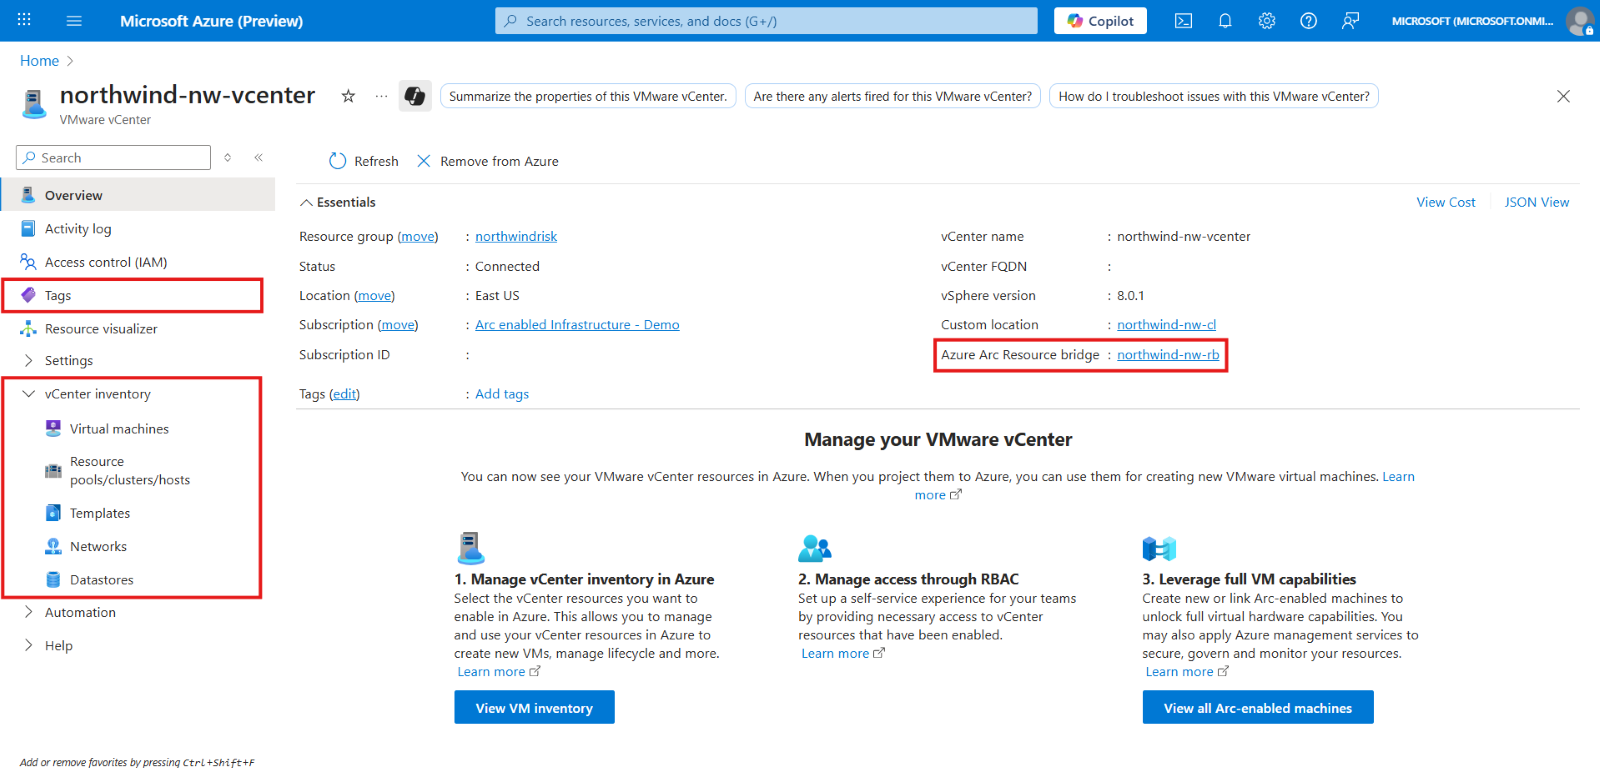 Microsoft Azure (Preview)
Search resources, services, and docs (G+/)
Copilot
MICROSOFT (MICROSOFT.ONMI...
Home
northwind-nw-vcenter
VMware vCenter
Summarize the properties of this VMware vCenter.
Are there any alerts fired for this VMware vCenter?
How do I troubleshoot issues with this VMware vCenter?
Search
Overview
Activity log
Access control (IAM)
Tags
Resource visualizer
Settings
vCenter inventory
Virtual machines
Resource
pools/clusters/hosts
Templates
Networks
Datastores
Automation
Help
Add or remove favorites by pressing Ctrl+Shift+F
Refresh
Remove from Azure
Essentials
View Cost
JSON View
Resource group (move) : northwindrisk
Status : Connected
Location (move) : East US
Subscription (move) : Arc enabled Infrastructure - Demo
Subscription ID :
Tags (edit) : Add tags
vCenter name : northwind-nw-vcenter
vCenter FQDN :
vSphere version : 8.0.1
Custom location : northwind-nw-cl
Azure Arc Resource bridge : northwind-nw-rb
Manage your VMware vCenter
You can now see your VMware vCenter resources in Azure. When you project them to Azure, you can use them for creating new VMware virtual machines. Learn
more
1. Manage vCenter inventory in Azure
Select the vCenter resources you want to
enable in Azure. This allows you to manage
and use your vCenter resources in Azure to
create new VMs, manage lifecycle and more.
Learn more
View VM inventory
2. Manage access through RBAC
Set up a self-service experience for your teams
by providing necessary access to vCenter
resources that have been enabled.
Learn more
3. Leverage full VM capabilities
Create new or link Arc-enabled machines to
unlock full virtual hardware capabilities. You
may also apply Azure management services to
secure, govern and monitor your resources.
Learn more
View all Arc-enabled machines